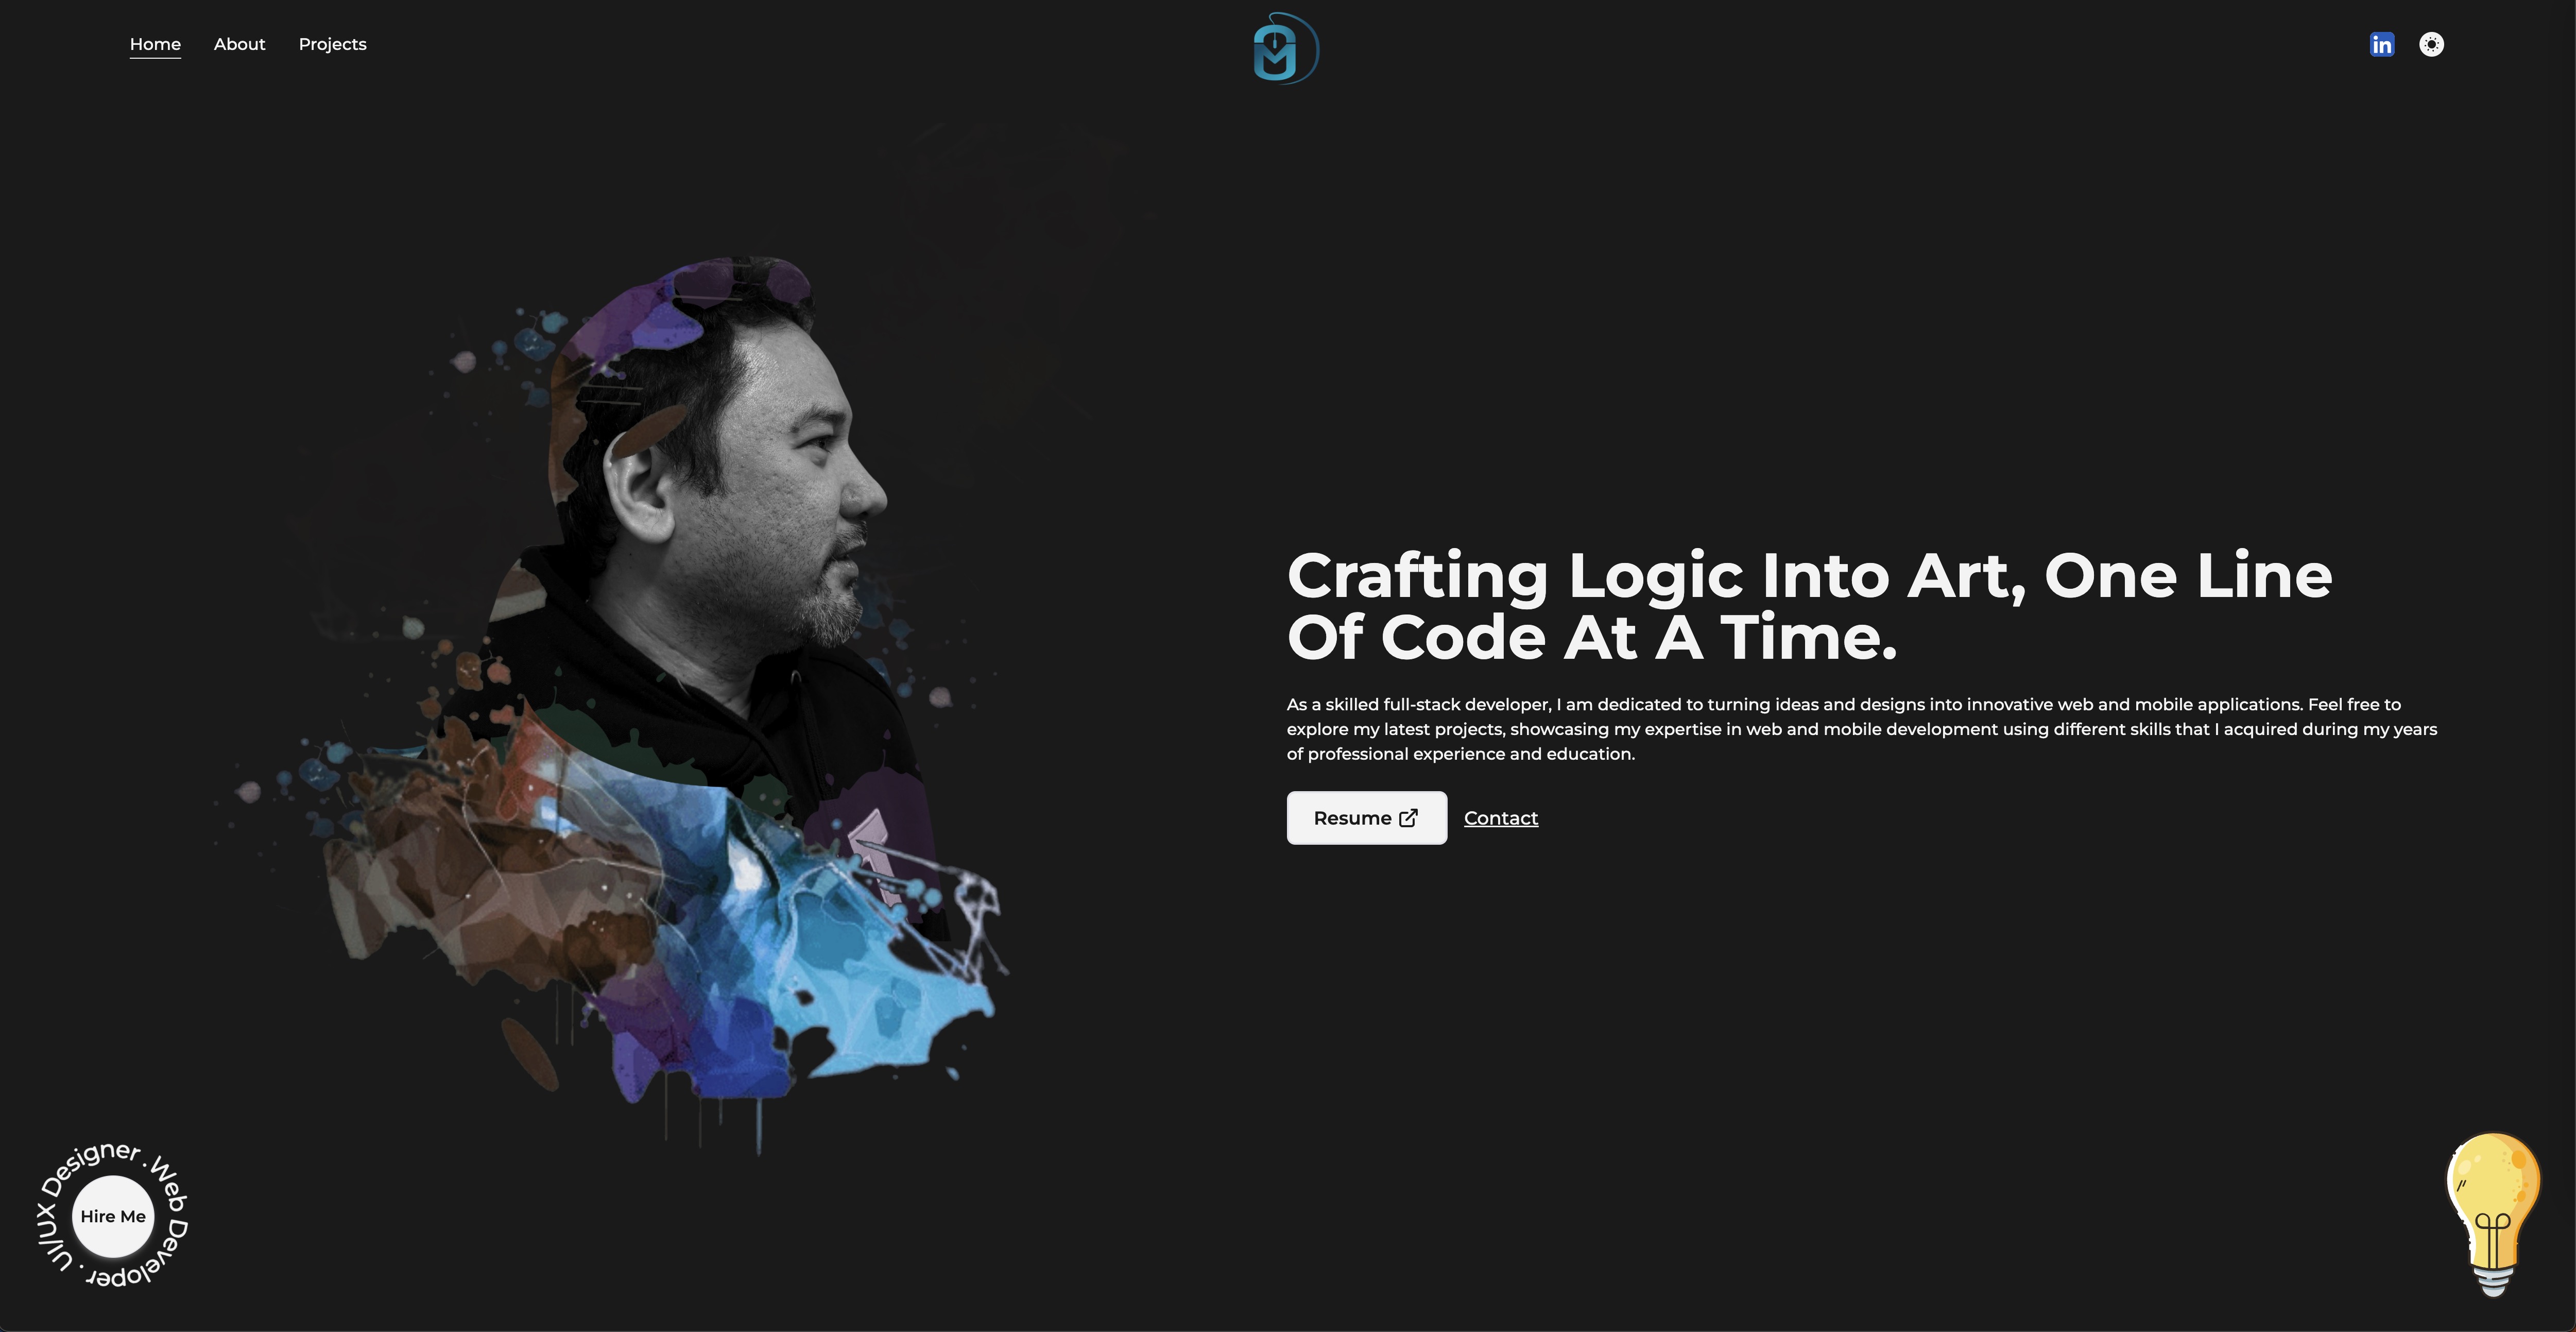 Home About Projects
in
Crafting Logic Into Art, One Line
Of Code At A Time.
As a skilled full-stack developer, I am dedicated to turning ideas and designs into innovative web and mobile applications. Feel free to
explore my latest projects, showcasing my expertise in web and mobile development using different skills that I acquired during my years
of professional experience and education.
Resume Contact
UI/UX Designer . Web Developer .
Hire Me